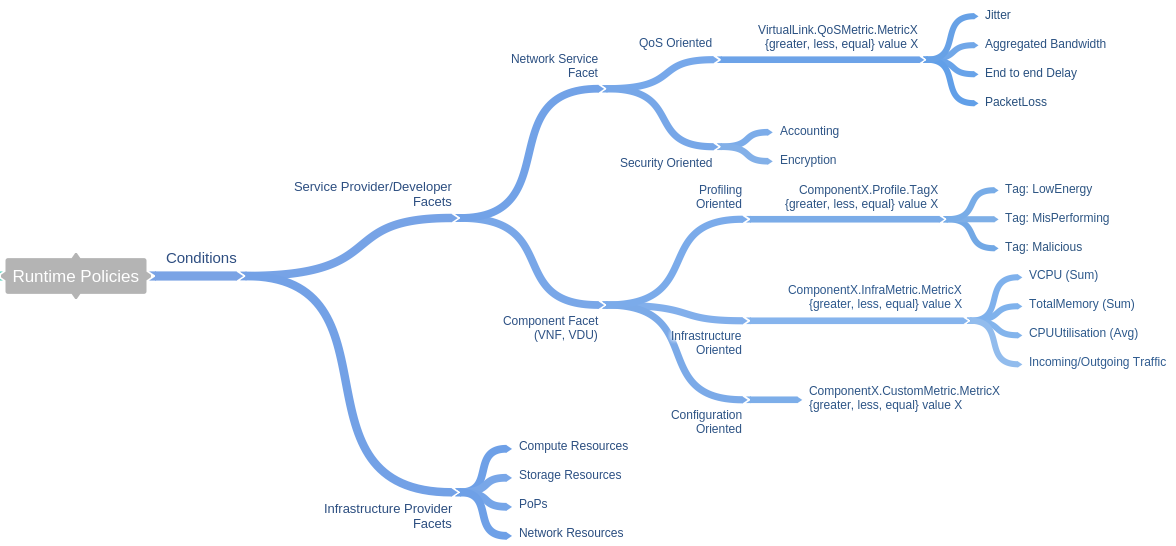 Runtime Policies
Conditions
Service Provider/Developer
Facets
Network Service
Facet
QoS Oriented
VirtualLink.QoSMetric.MetricX
{greater, less, equal} value X
Jitter
Aggregated Bandwidth
End to end Delay
PacketLoss
Security Oriented
Accounting
Encryption
Component Facet
(VNF, VDU)
Profiling
Oriented
ComponentX.Profile.TagX
{greater, less, equal} value X
Tag: LowEnergy
Tag: MisPerforming
Tag: Malicious
Infrastructure
Oriented
ComponentX.InfraMetric.MetricX
{greater, less, equal} value X
VCPU (Sum)
TotalMemory (Sum)
CPUUtilisation (Avg)
Incoming/Outgoing Traffic
Configuration
Oriented
ComponentX.CustomMetric.MetricX
{greater, less, equal} value X
Infrastructure Provider
Facets
Compute Resources
Storage Resources
PoPs
Network Resources